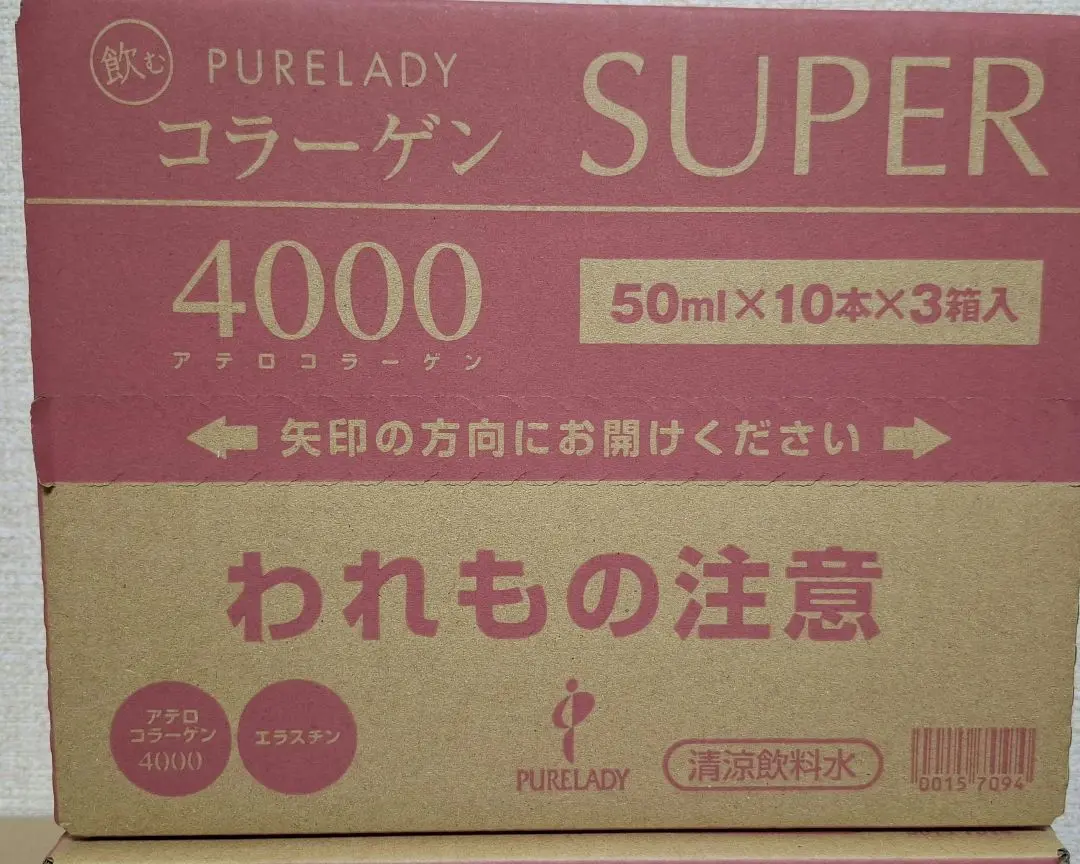 飲む PURELADY
コラーゲン SUPER
4000
アテロコラーゲン
50ml×10本×3箱入
矢印の方向にお開けください
われもの注意
アテロ
コラーゲン
4000
エラスチン
PURELADY
清涼飲料水
0015 7094